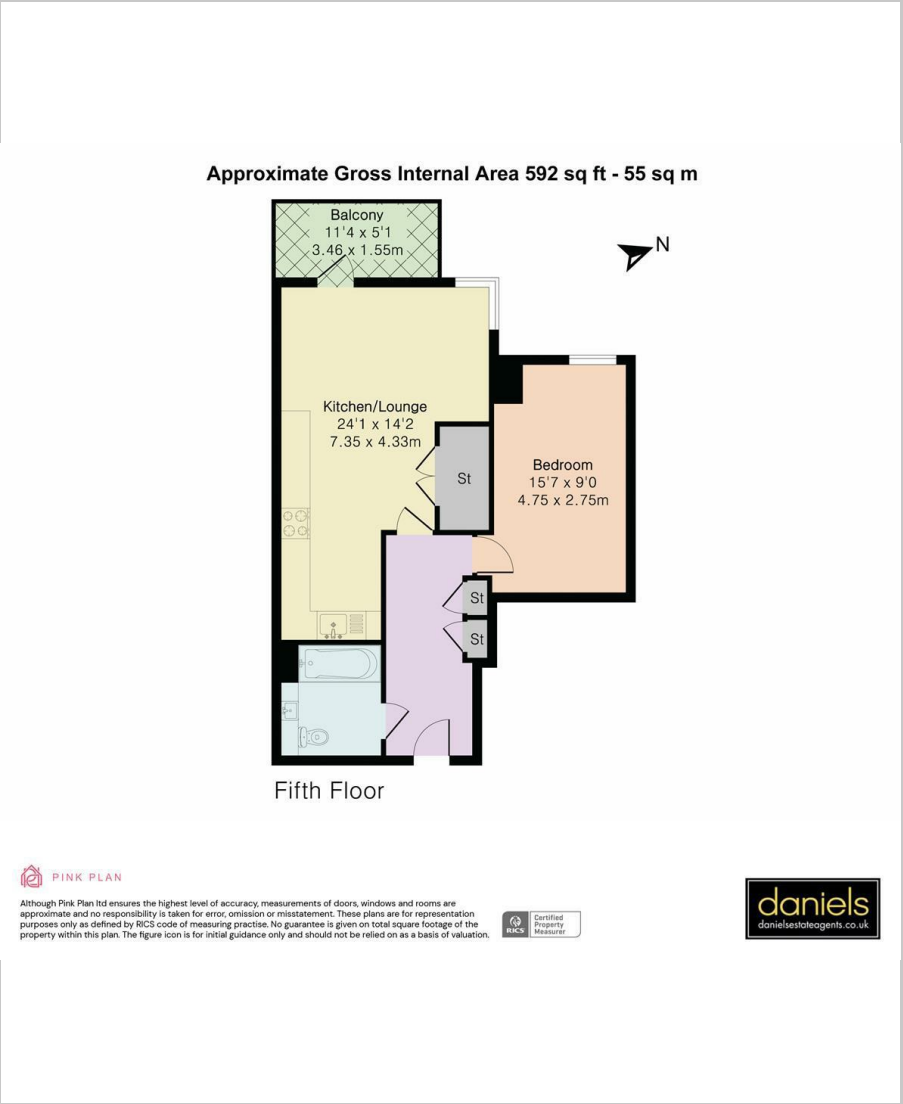 Approximate Gross Internal Area 592 sq ft - 55 sq m
Balcony
11'4 x 5'1
3.46 x 1.55m
N
Kitchen/Lounge
24'1 x 14'2
7.35 x 4.33m
St
Bedroom
15'7 x 9'0
4.75 x 2.75m
St
St
Fifth Floor
PINK PLAN
Although Pink Plan ltd ensures the highest level of accuracy, measurements of doors, windows and rooms are
approximate and no responsibility is taken for error, omission or misstatement. These plans are for representation
purposes only as defined by RICS code of measuring practise. No guarantee is given on total square footage of the
property within this plan. The figure icon is for initial guidance only and should not be relied on as a basis of valuation.
RICS
Certified
Property
Measurer
daniels
danielsestateagents.co.uk